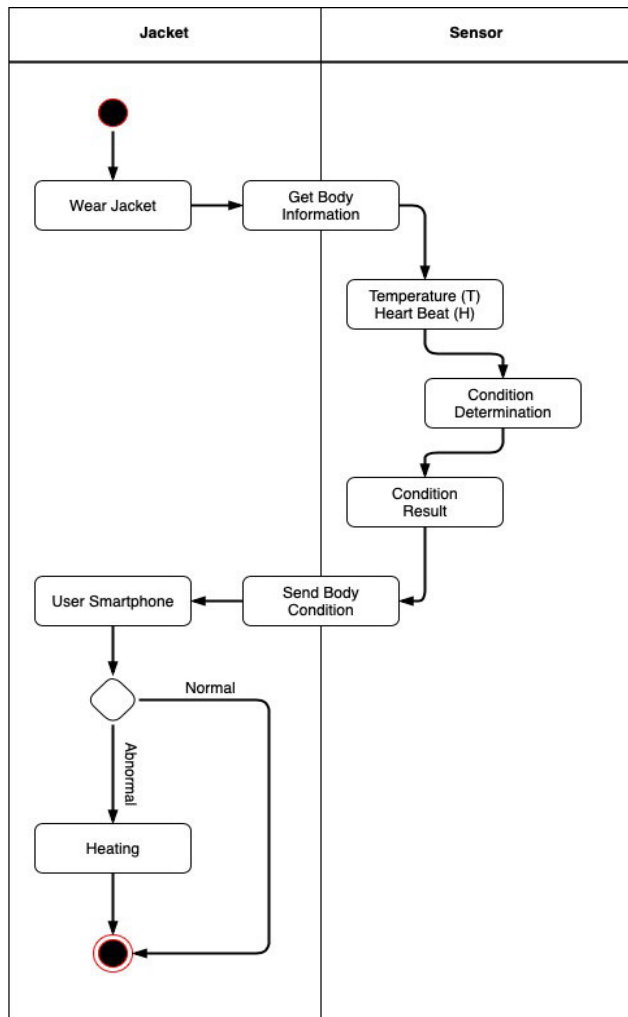 Jacket
Sensor
Wear Jacket
Get Body
Information
Temperature (T)
Heart Beat (H)
Condition
Determination
Condition
Result
Send Body
Condition
User Smartphone
Normal
Abnormal
Heating